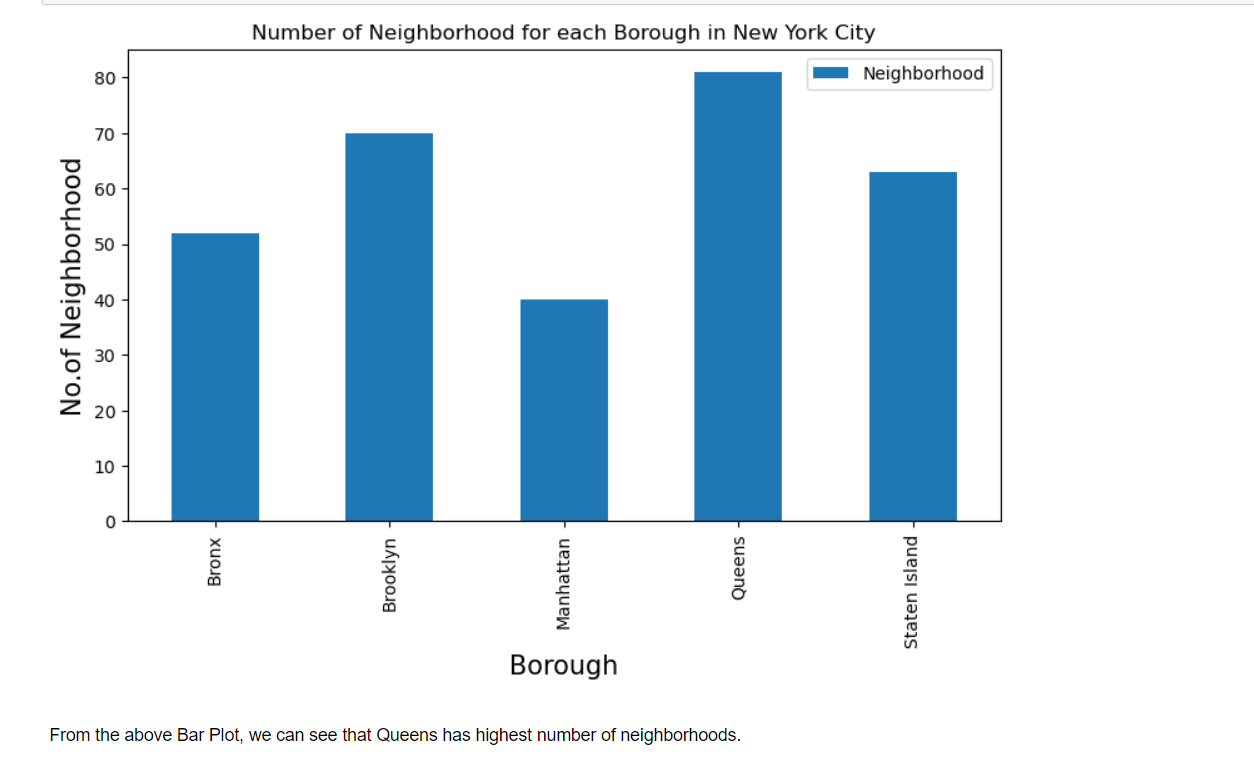 Number of Neighborhood for each Borough in New York City
Neighborhood
No.of Neighborhood
80
70
60
50
40
30
20
10
0
Bronx
Brooklyn
Manhattan
Queens
Staten Island
Borough
From the above Bar Plot, we can see that Queens has highest number of neighborhoods.